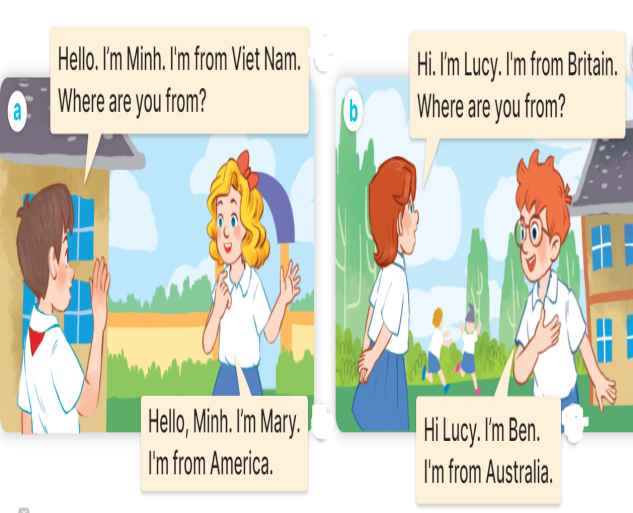 a
Hello. I'm Minh. I'm from Viet Nam.
Where are you from?
Hello, Minh. I'm Mary.
I'm from America.
b
Hi. I'm Lucy. I'm from Britain.
Where are you from?
Hi Lucy. I'm Ben.
I'm from Australia.